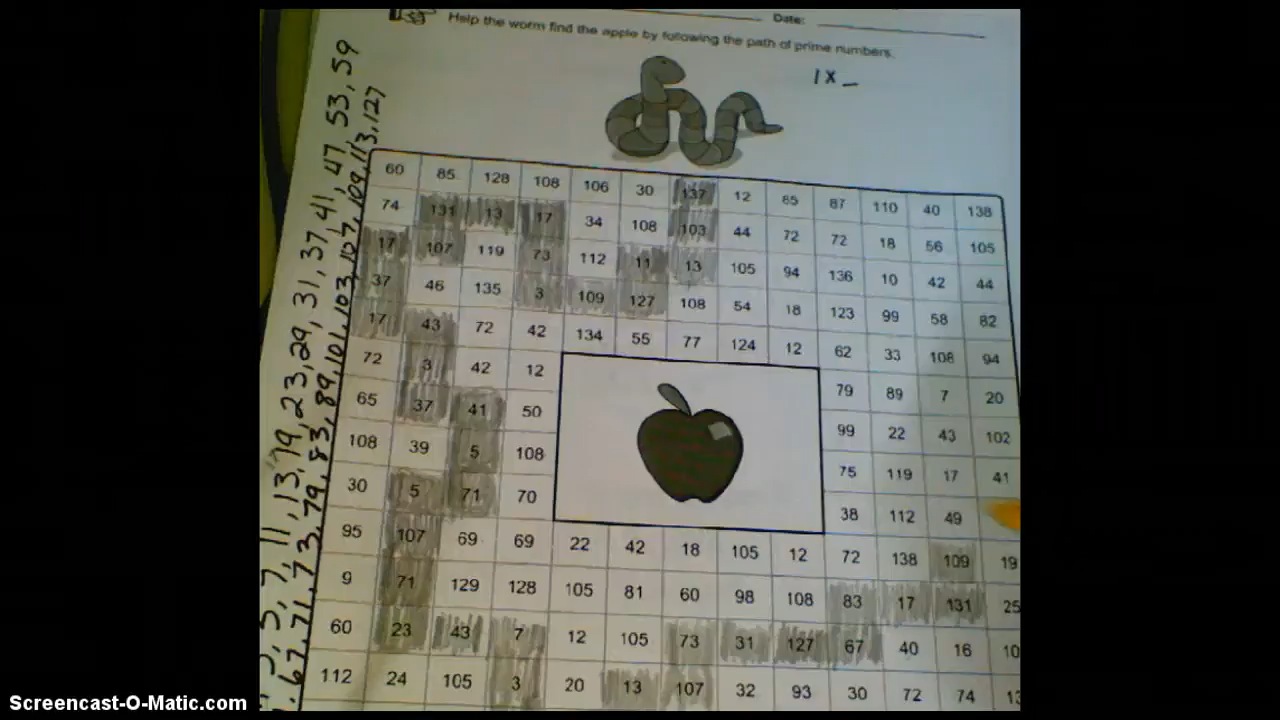 Date:
Help the worm find the apple by following the path of prime numbers.
1 x _
60 85 128 108 106 30 137 12 65 87 110 40 138
74 131 13 17 34 108 103 44 72 72 18 56 105
17 107 119 73 112 11 13 105 94 136 10 42 44
37 46 135 3 109 127 108 54 18 123 99 58 82
17 43 72 42 134 55 77 124 12 62 33 108 94
72 3 42 12 79 89 7 20
65 37 41 50 99 22 43 102
108 39 5 108 75 119 17 41
30 5 71 70 38 112 49
95 107 69 69 22 42 18 105 12 72 138 109 19
9 71 129 128 105 81 60 98 108 83 17 131 25
60 23 43 7 12 105 73 31 127 67 40 16 10
112 24 105 3 20 13 107 32 93 30 72 74
3, 5, 7, 11, 13, 19, 23, 29, 31, 37, 41, 47, 53, 59
67, 71, 73, 79, 83, 89, 101, 103, 107, 109, 113, 127
Screencast-O-Matic.com